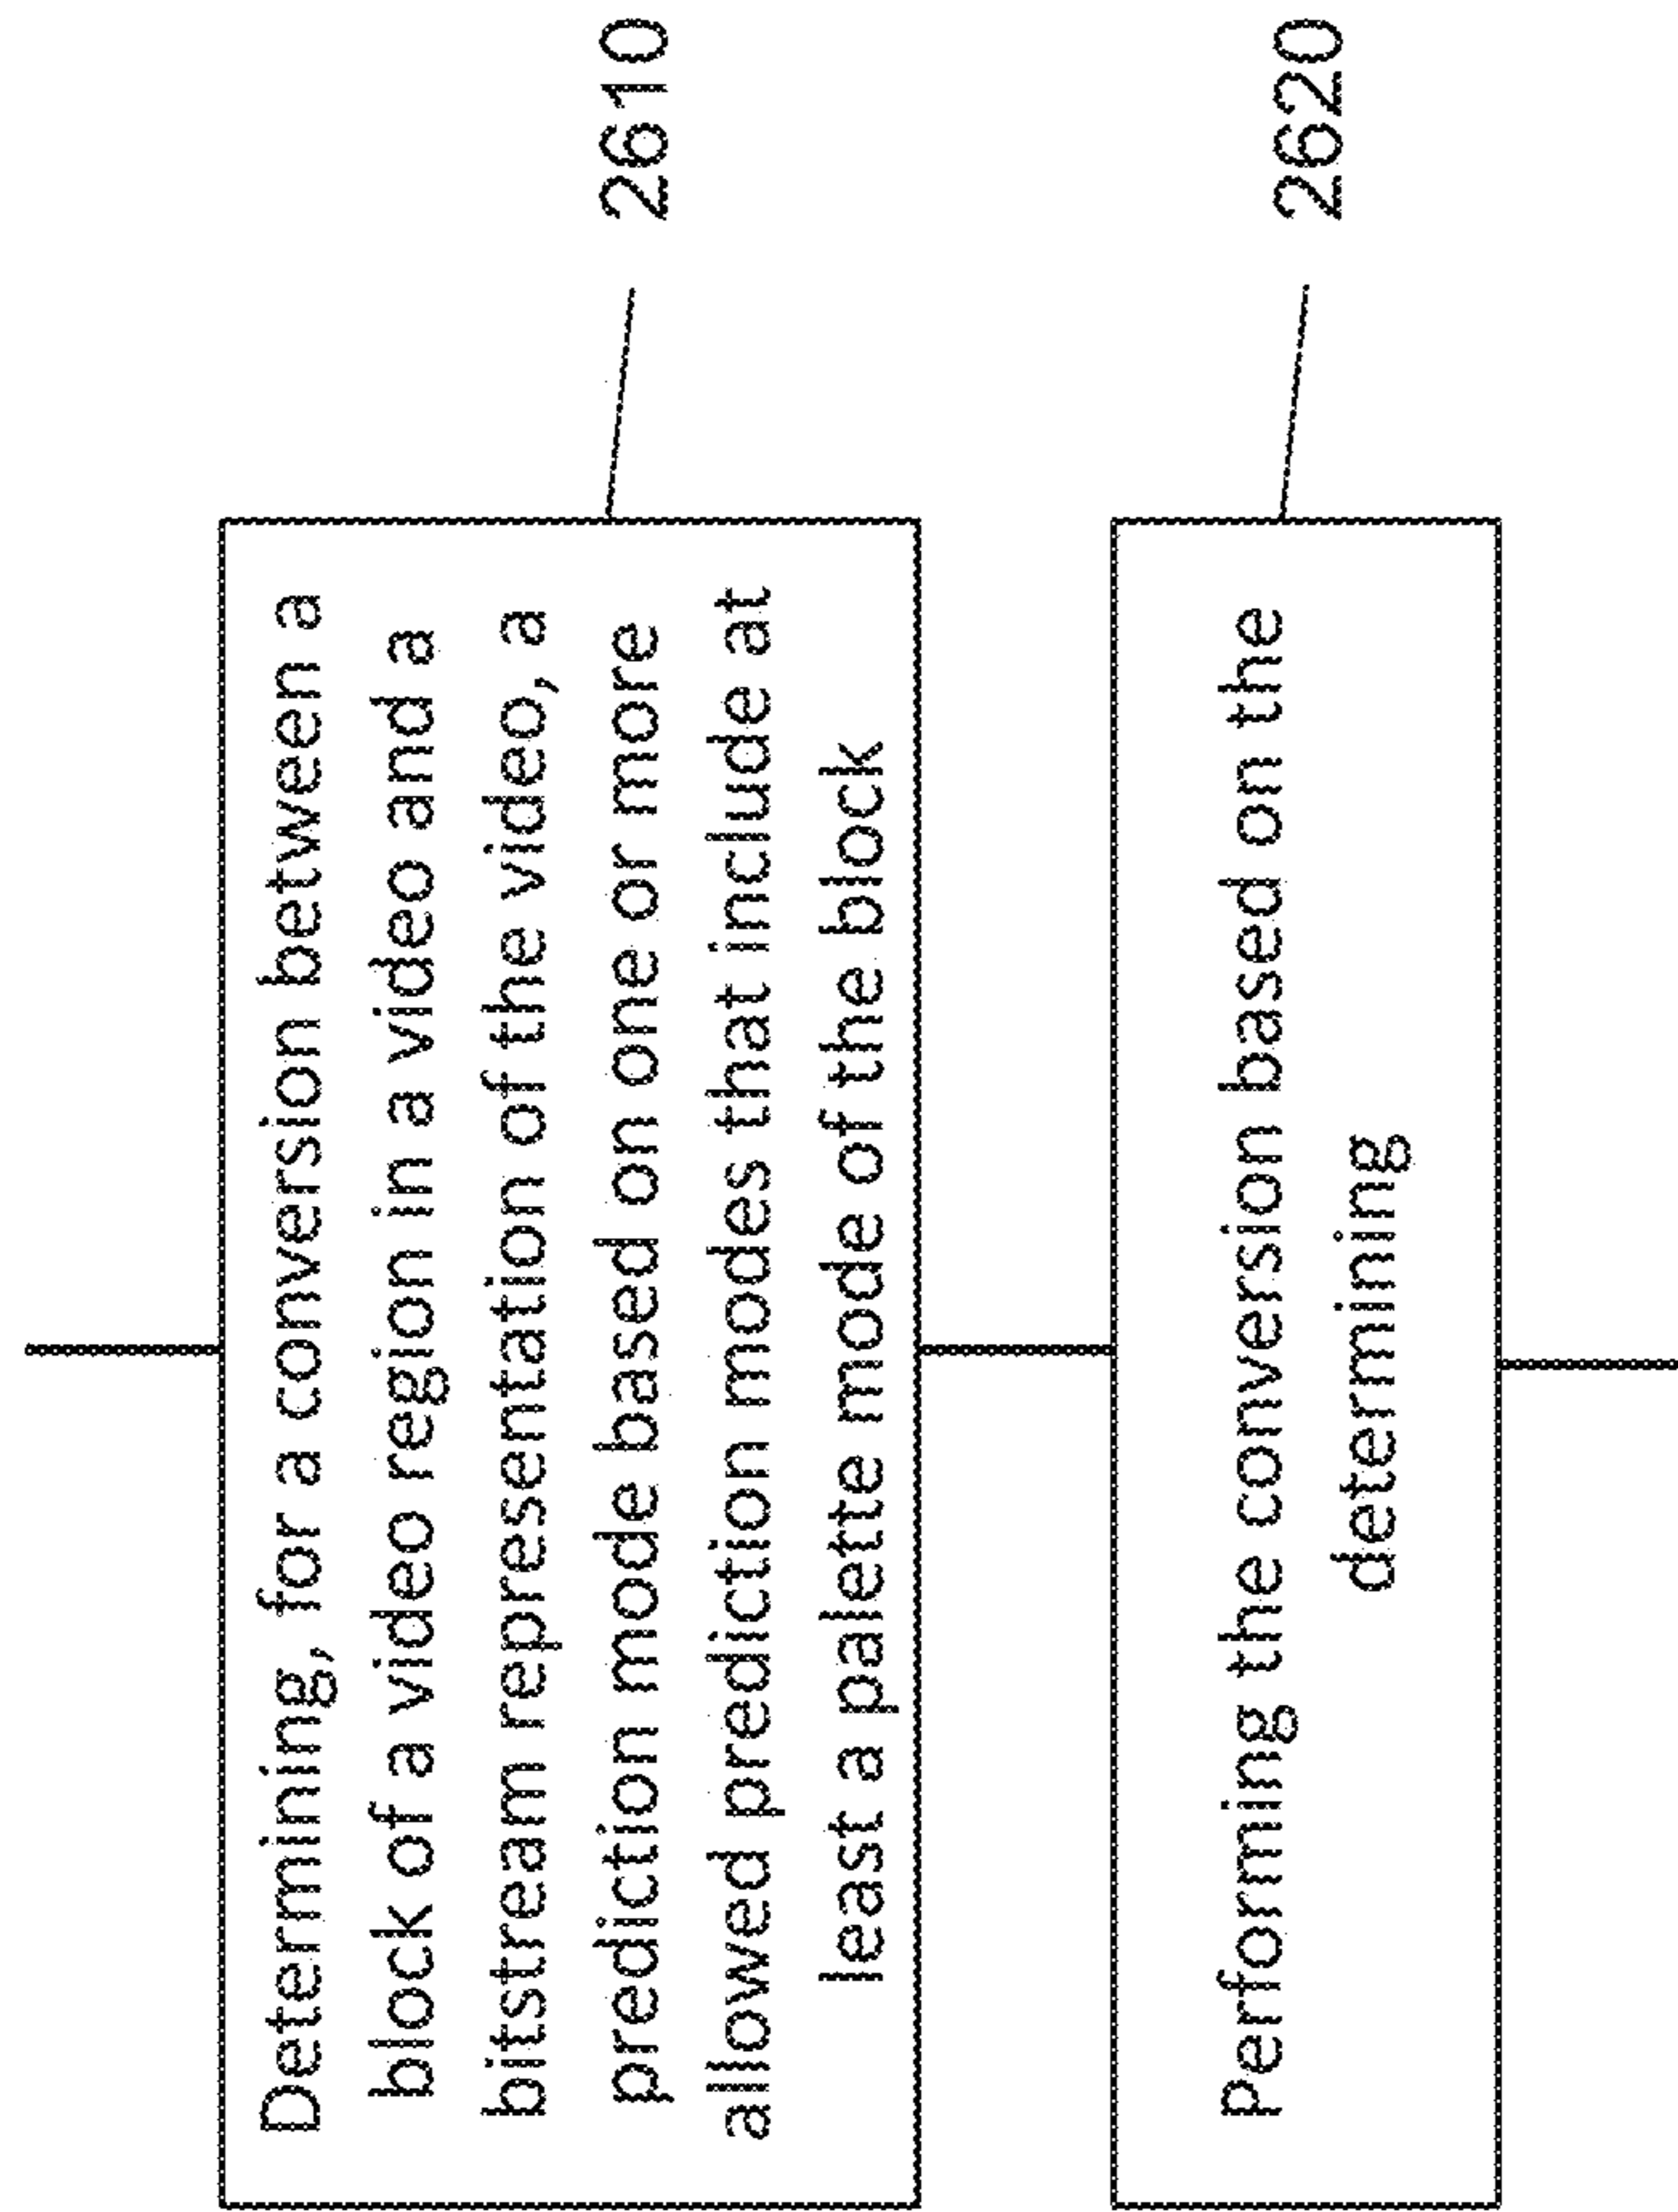 Determining, for a conversion between a
block of a video region in a video and a
bitstream representation of the video, a
prediction mode based on one or more
allowed prediction modes that include at
least a palette mode of the block
2610
Performing the conversion based on the
determining
2620